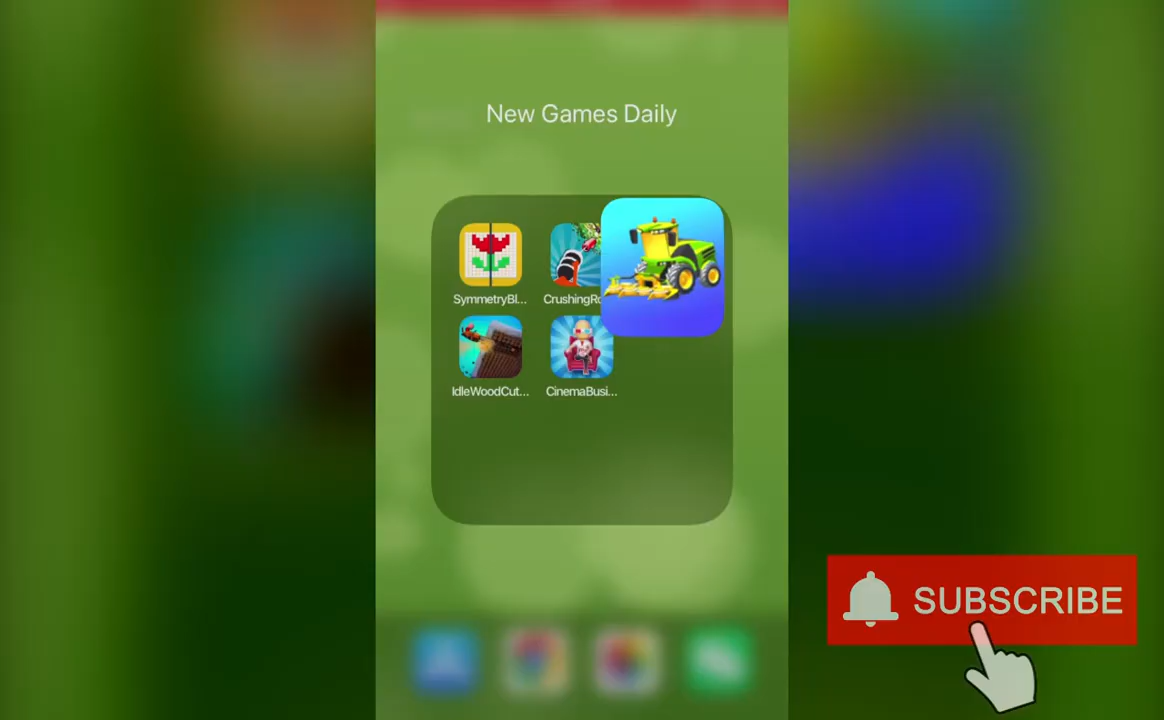 New Games Daily
SymmetryBl...
CrushingRo
IdleWoodCut...
CinemaBusi...
SUBSCRIBE